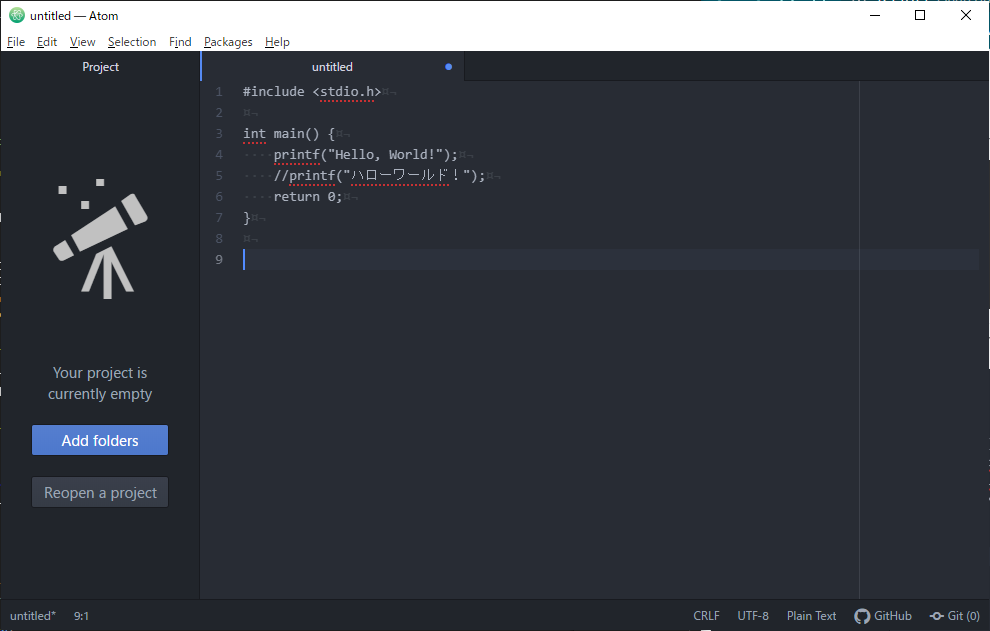 untitled — Atom
File Edit View Selection Find Packages Help
Project
untitled
1 #include <stdio.h>¤¬
2 ¤¬
3 int main() {¤¬
4 ····printf("Hello, World!");¤¬
5 ····//printf("ハローワールド！");¤¬
6 ····return 0;¤¬
7 }¤¬
8 ¤¬
9
Your project is
currently empty
Add folders
Reopen a project
untitled* 9:1 CRLF UTF-8 Plain Text GitHub Git (0)